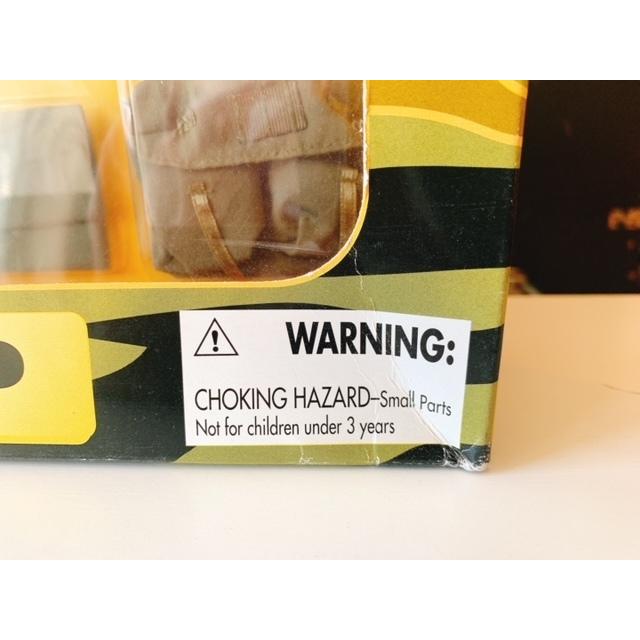 WARNING:
CHOKING HAZARD–Small Parts
Not for children under 3 years